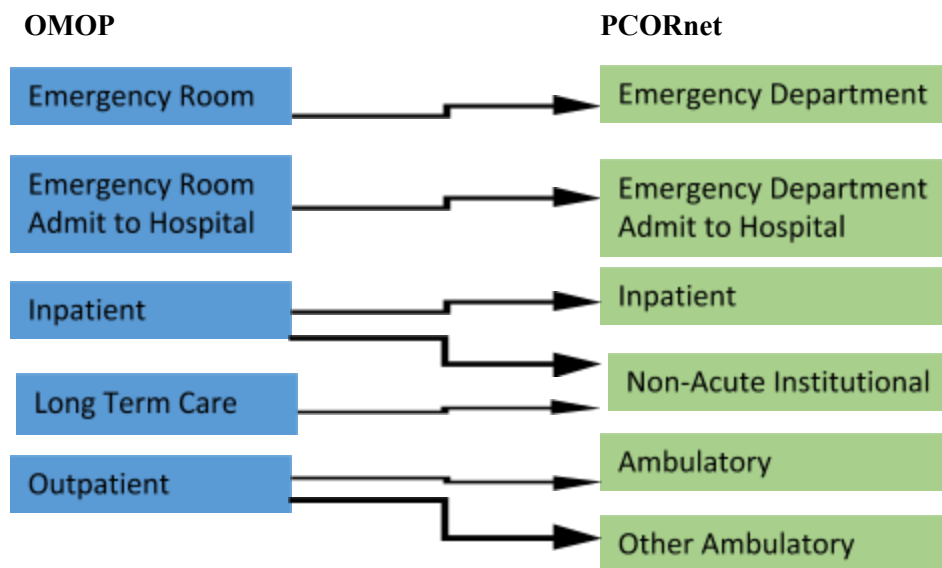 OMOP
PCORnet
Emergency Room
Emergency Department
Emergency Room
Admit to Hospital
Emergency Department
Admit to Hospital
Inpatient
Inpatient
Long Term Care
Non-Acute Institutional
Outpatient
Ambulatory
Other Ambulatory